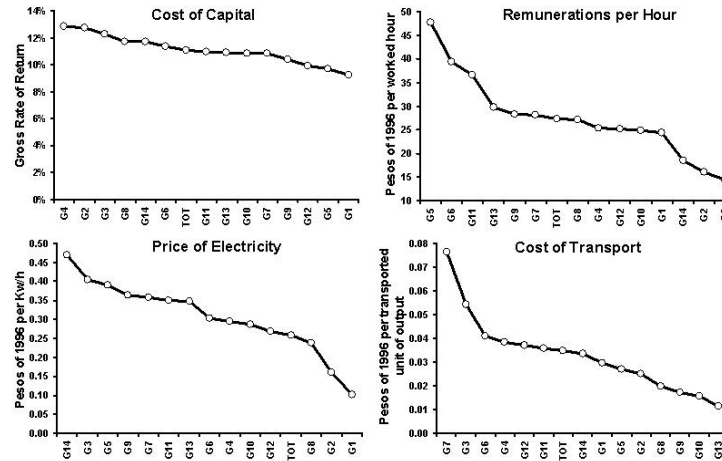 Cost of Capital
Gross Rate of Return
14%
12%
10%
8%
6%
4%
2%
0%
G4 G2 G3 G8 G14 G6 TOT G11 G13 G10 G7 G9 G12 G5 G1
Remunerations per Hour
Pesos of 1996 per worked hour
50
45
40
35
30
25
20
15
10
G5 G6 G11 G13 G9 G7 TOT G8 G4 G12 G10 G1 G14 G2
Price of Electricity
Pesos of 1996 per Kw/h
0.50
0.45
0.40
0.35
0.30
0.25
0.20
0.15
0.10
0.05
0.00
G14 G3 G5 G9 G7 G11 G13 G6 G4 G10 G12 TOT G8 G2 G1
Cost of Transport
Pesos of 1996 per transported
unit of output
0.08
0.07
0.06
0.05
0.04
0.03
0.02
0.01
0.00
G7 G3 G6 G4 G12 G11 TOT G14 G1 G5 G2 G8 G9 G10 G13